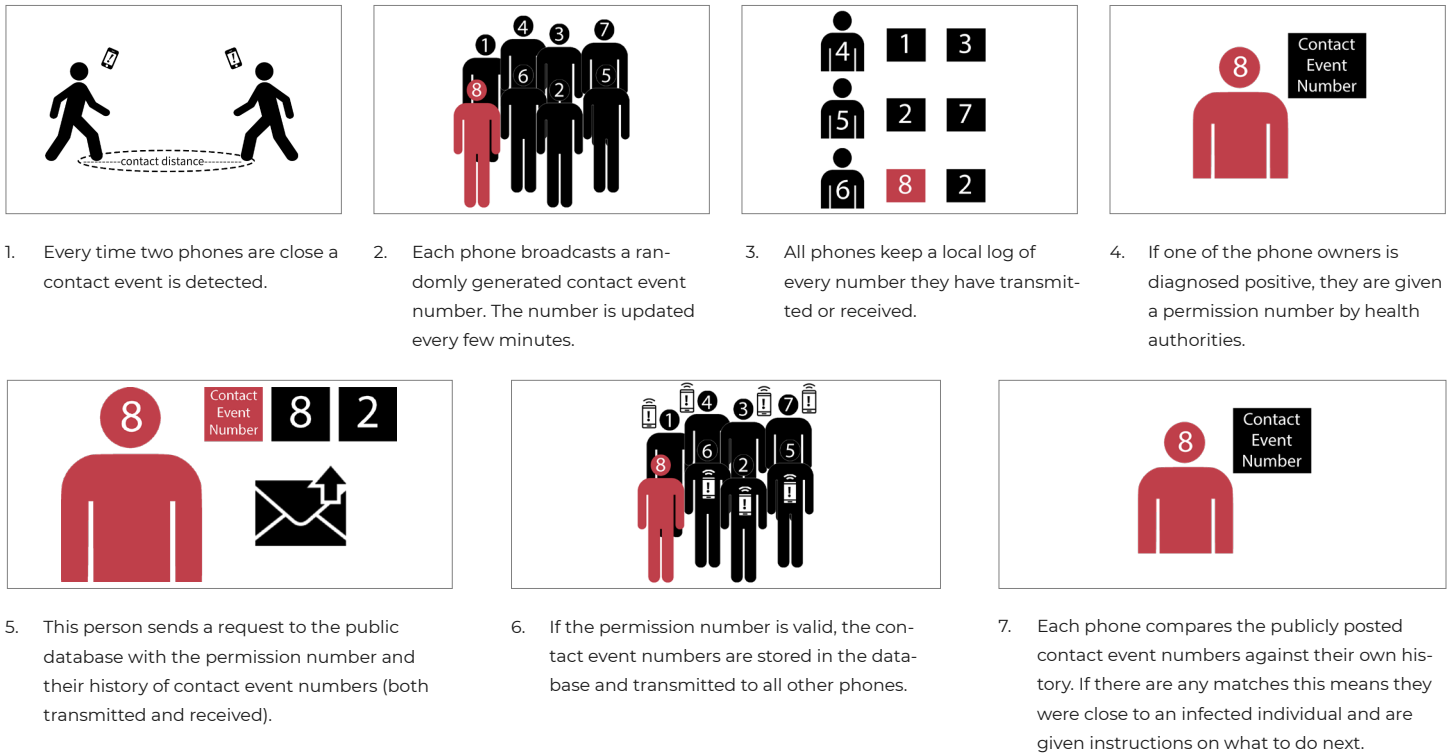 contact distance
1
4
3
7
8
6
2
5
4 1 3
5 2 7
6 8 2
8
Contact
Event
Number
1. Every time two phones are close a
contact event is detected.
2. Each phone broadcasts a ran-
domly generated contact event
number. The number is updated
every few minutes.
3. All phones keep a local log of
every number they have transmit-
ted or received.
4. If one of the phone owners is
diagnosed positive, they are given
a permission number by health
authorities.
8
Contact
Event
Number
8 2
1
4
3
7
8
6
2
5
8
Contact
Event
Number
5. This person sends a request to the public
database with the permission number and
their history of contact event numbers (both
transmitted and received).
6. If the permission number is valid, the con-
tact event numbers are stored in the data-
base and transmitted to all other phones.
7. Each phone compares the publicly posted
contact event numbers against their own his-
tory. If there are any matches this means they
were close to an infected individual and are
given instructions on what to do next.